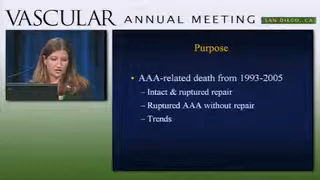 VASCULAR ANNUAL MEETING SAN DIEGO, CA
Purpose
• AAA-related death from 1993-2005
– Intact & ruptured repair
– Ruptured AAA without repair
– Trends